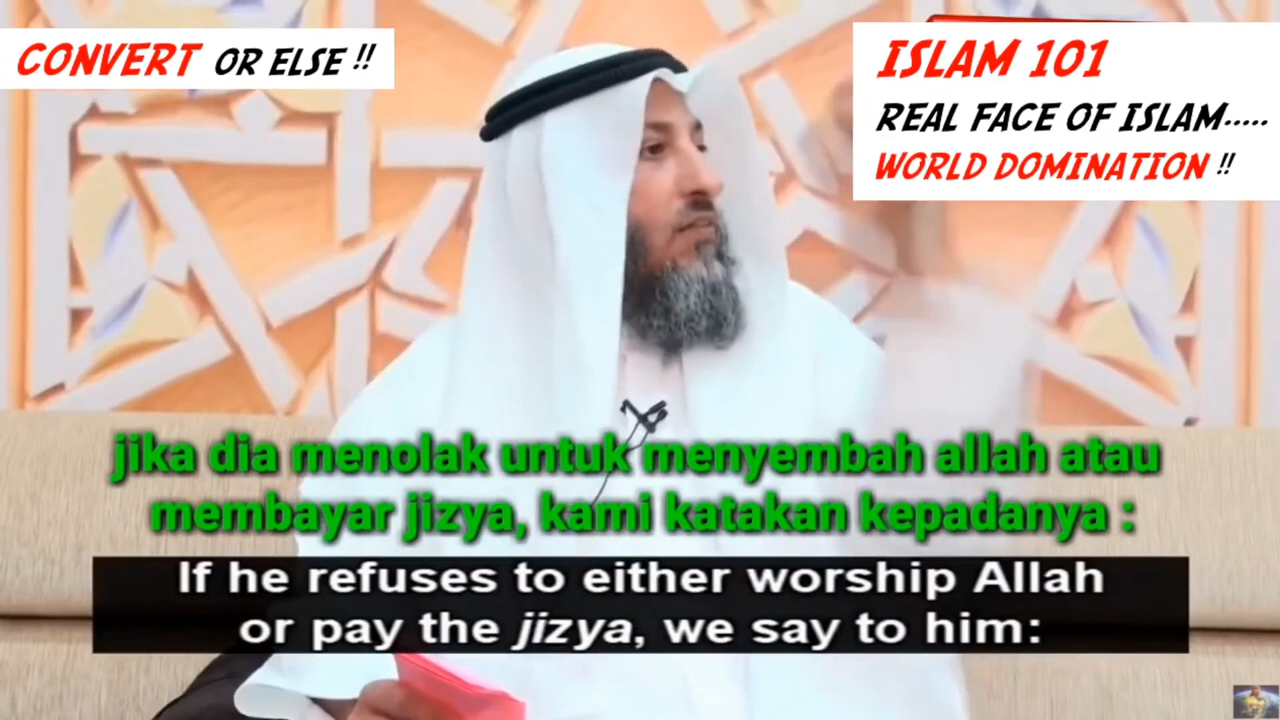 CONVERT OR ELSE !!
ISLAM 101
REAL FACE OF ISLAM.....
WORLD DOMINATION !!
jika dia menolak untuk menyembah allah atau
membayar jizya, kami katakan kepadanya :
If he refuses to either worship Allah
or pay the jizya, we say to him: